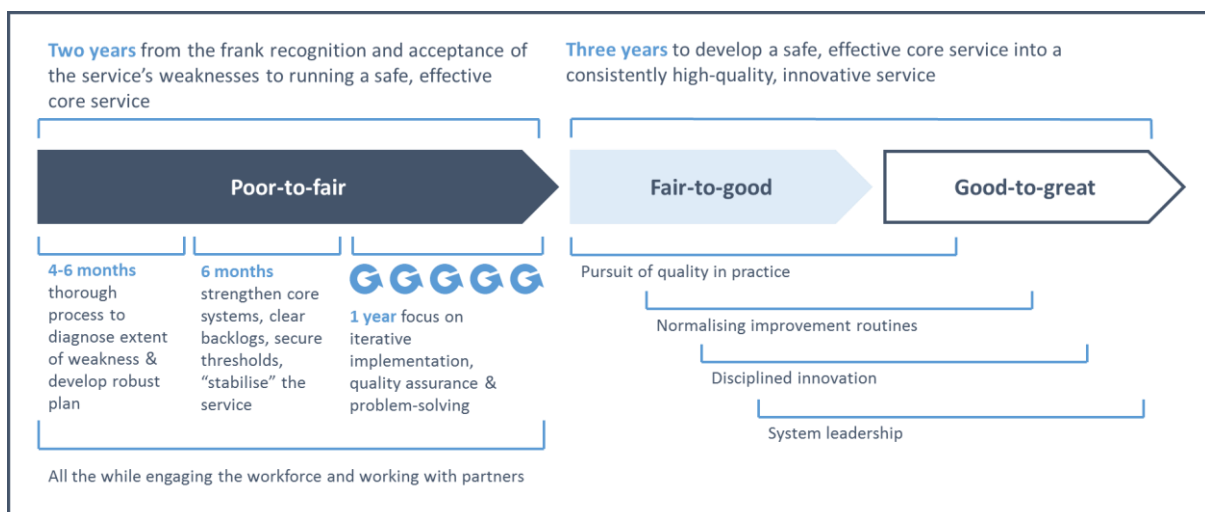 Two years from the frank recognition and acceptance of
the service's weaknesses to running a safe, effective
core service
Three years to develop a safe, effective core service into a
consistently high-quality, innovative service
Poor-to-fair
Fair-to-good
Good-to-great
4-6 months
thorough
process to
diagnose extent
of weakness &
develop robust
plan
6 months
strengthen core
systems, clear
backlogs, secure
thresholds,
"stabilise" the
service
1 year focus on
iterative
implementation,
quality assurance &
problem-solving
Pursuit of quality in practice
Normalising improvement routines
Disciplined innovation
System leadership
All the while engaging the workforce and working with partners